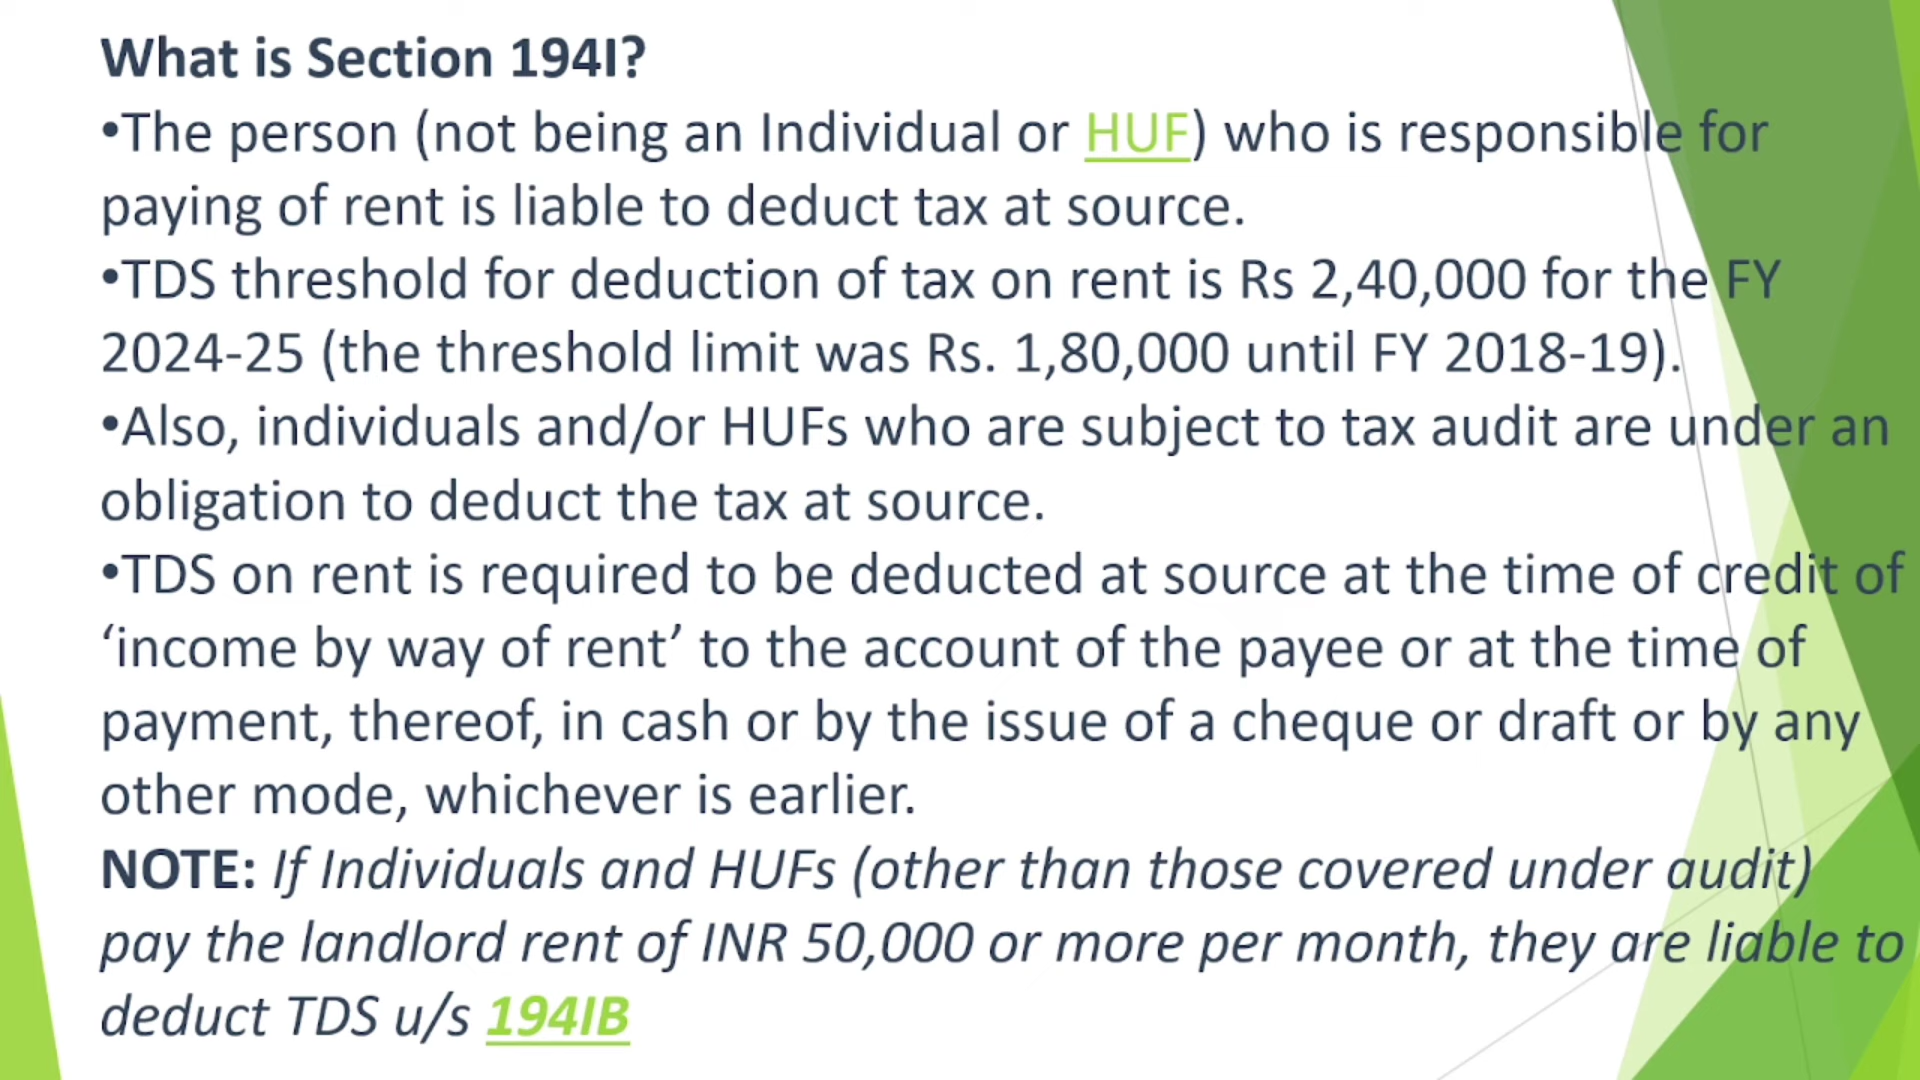 What is Section 194I?
•The person (not being an Individual or HUF) who is responsible for
paying of rent is liable to deduct tax at source.
•TDS threshold for deduction of tax on rent is Rs 2,40,000 for the FY
2024-25 (the threshold limit was Rs. 1,80,000 until FY 2018-19).
•Also, individuals and/or HUFs who are subject to tax audit are under an
obligation to deduct the tax at source.
•TDS on rent is required to be deducted at source at the time of credit of
‘income by way of rent’ to the account of the payee or at the time of
payment, thereof, in cash or by the issue of a cheque or draft or by any
other mode, whichever is earlier.
NOTE: If Individuals and HUFs (other than those covered under audit)
pay the landlord rent of INR 50,000 or more per month, they are liable to
deduct TDS u/s 194IB